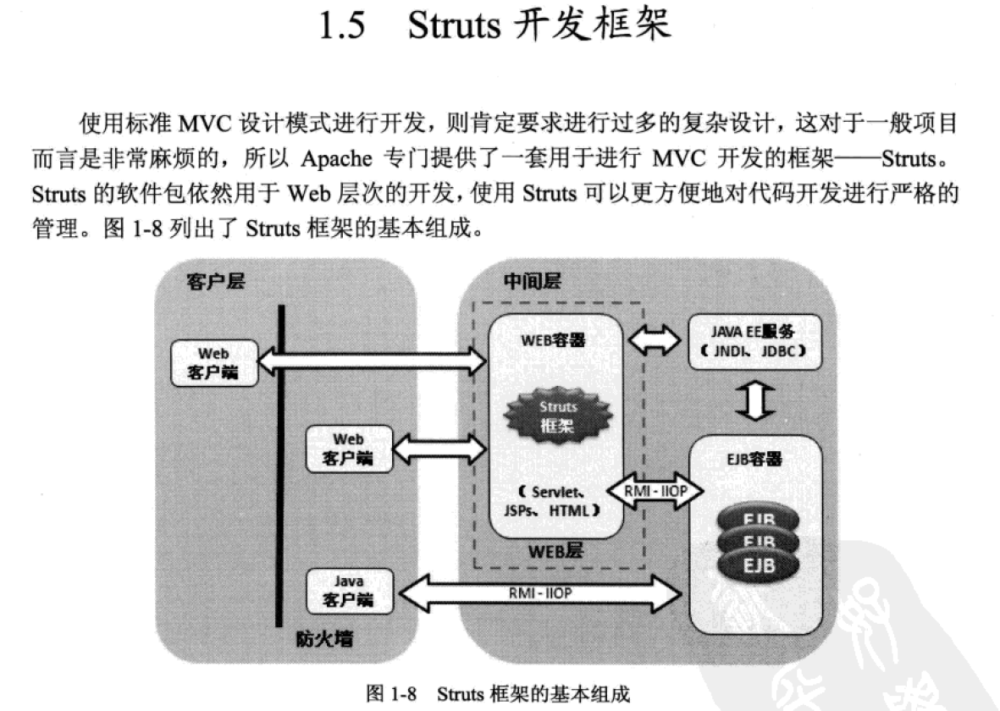 1.5 Struts 开发框架
使用标准 MVC 设计模式进行开发，则肯定要求进行过多的复杂设计，这对于一般项目
而言是非常麻烦的，所以 Apache 专门提供了一套用于进行 MVC 开发的框架——Struts。
Struts 的软件包依然用于 Web 层次的开发，使用 Struts 可以更方便地对代码开发进行严格的
管理。图 1-8 列出了 Struts 框架的基本组成。
客户层
Web
客户端
Web
客户端
Java
客户端
防火墙
中间层
WEB容器
Struts
框架
（Servlet、
JSPs、HTML）
WEB层
JAVA EE服务
（JNDI、JDBC）
EJB容器
RMI - IIOP
EJB
EJB
EJB
RMI - IIOP
图 1-8 Struts 框架的基本组成